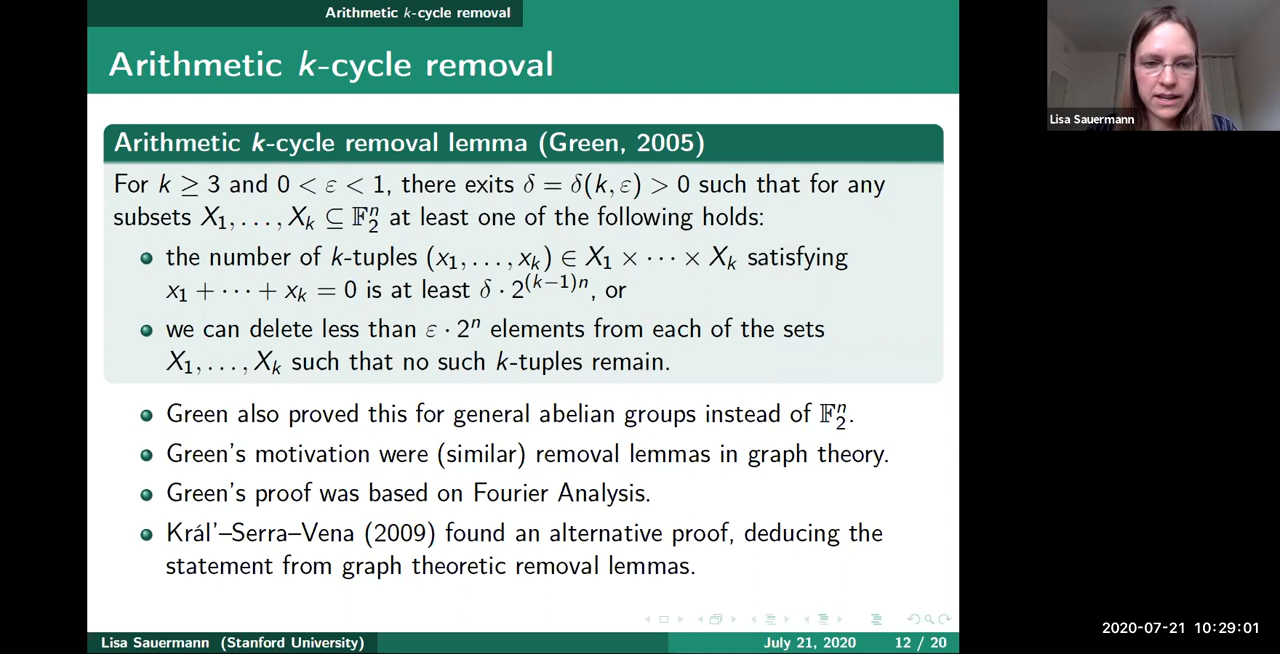 Arithmetic k-cycle removal
Arithmetic k-cycle removal
Lisa Sauermann
Arithmetic k-cycle removal lemma (Green, 2005)
For k ≥ 3 and 0 < ε < 1, there exits δ = δ(k, ε) > 0 such that for any
subsets X₁, . . . , Xₖ ⊆ 𝔽₂ⁿ at least one of the following holds:
the number of k-tuples (x₁, . . . , xₖ) ∈ X₁ × · · · × Xₖ satisfying
x₁ + · · · + xₖ = 0 is at least δ · 2⁽ᵏ⁻¹⁾ⁿ, or
we can delete less than ε · 2ⁿ elements from each of the sets
X₁, . . . , Xₖ such that no such k-tuples remain.
Green also proved this for general abelian groups instead of 𝔽₂ⁿ.
Green's motivation were (similar) removal lemmas in graph theory.
Green's proof was based on Fourier Analysis.
Král'–Serra–Vena (2009) found an alternative proof, deducing the
statement from graph theoretic removal lemmas.
Lisa Sauermann (Stanford University) July 21, 2020 12 / 20
2020-07-21 10:29:01